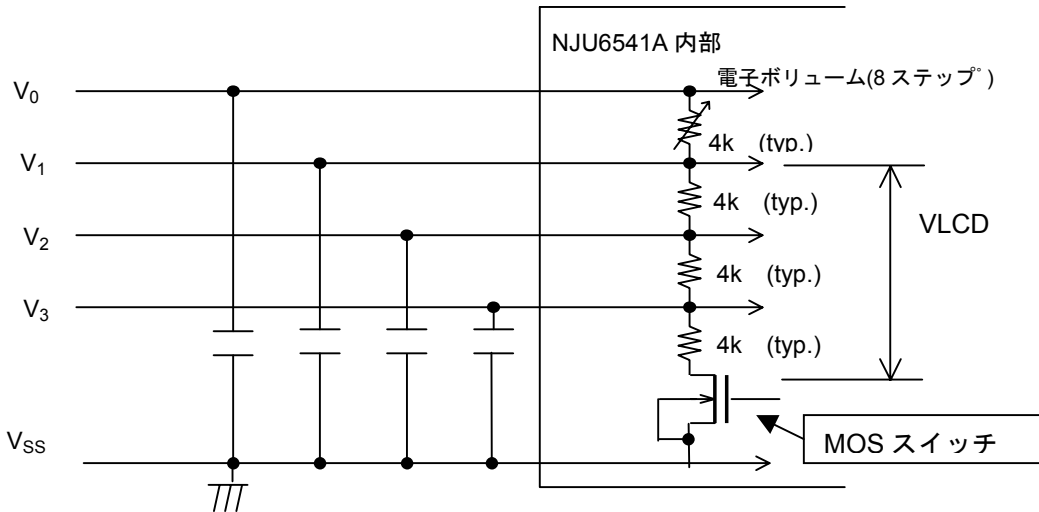 NJU6541A 内部
電子ボリューム(8 ステップ゚)
V0
4k (typ.)
V1
4k (typ.)
VLCD
V2
4k (typ.)
V3
4k (typ.)
VSS
MOS スイッチ